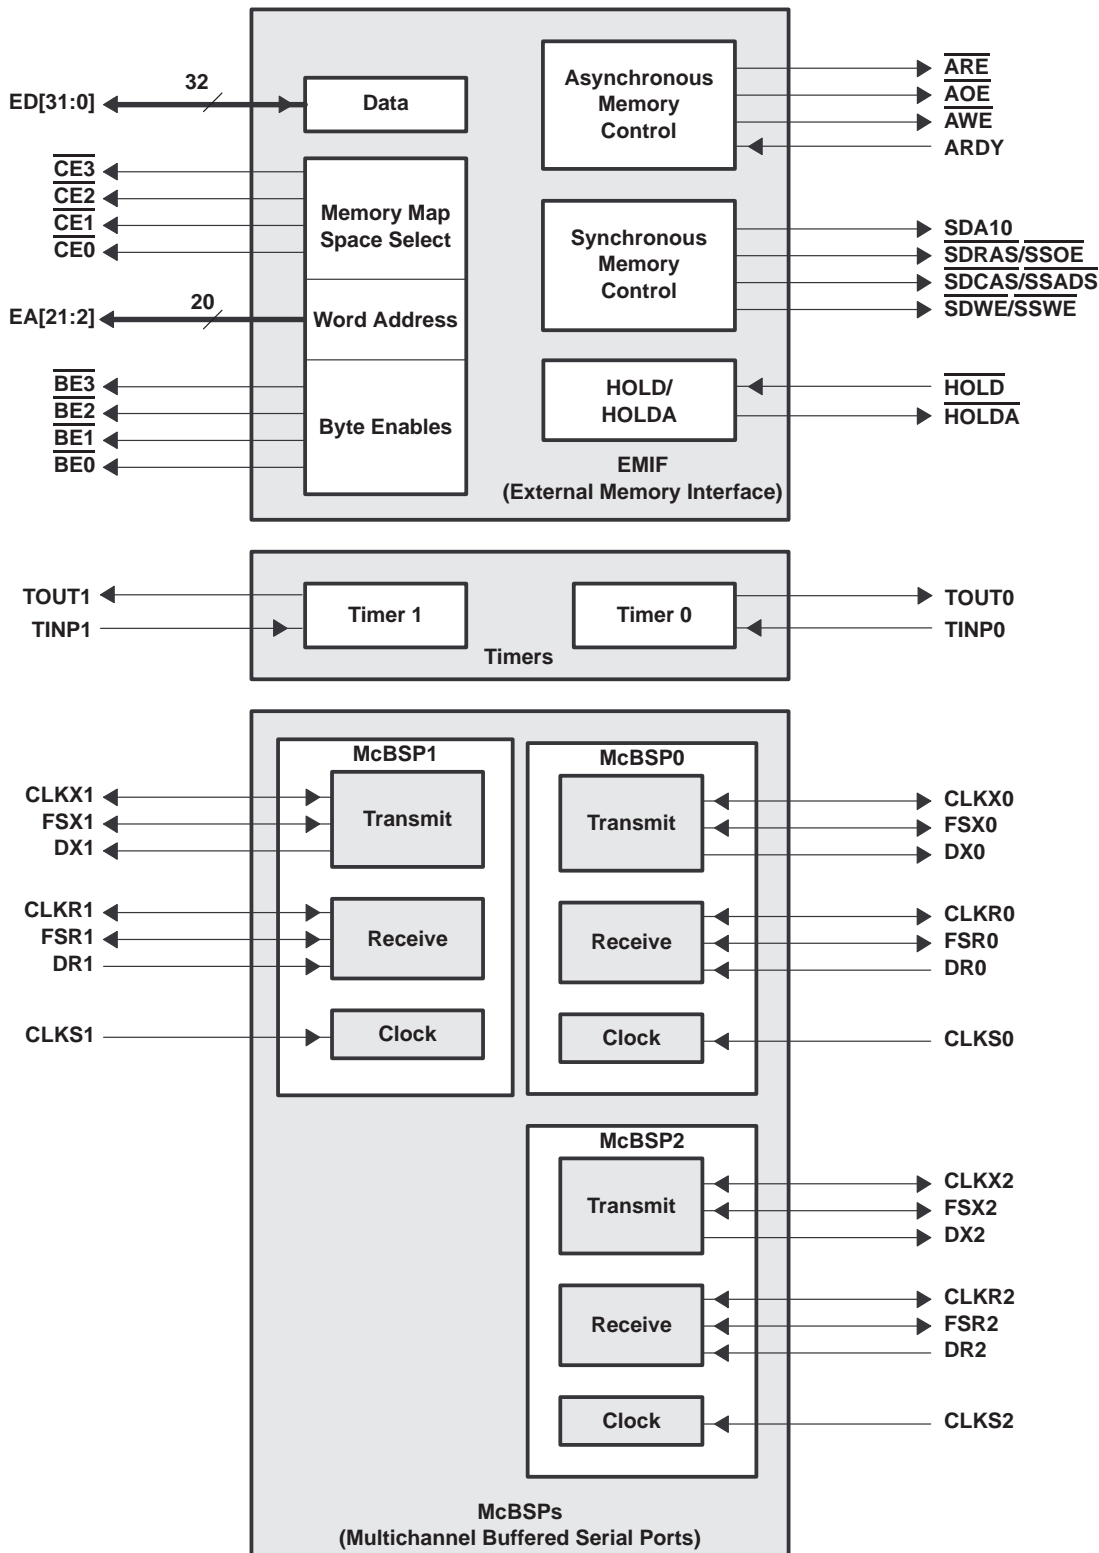 32
ED[31:0]
Data
CE3
CE2
CE1
CE0
Memory Map
Space Select
20
EA[21:2]
Word Address
BE3
BE2
BE1
BE0
Byte Enables
Asynchronous
Memory
Control
ARE
AOE
AWE
ARDY
Synchronous
Memory
Control
SDA10
SDRAS/SSOE
SDCAS/SSADS
SDWE/SSWE
HOLD/
HOLDA
HOLD
HOLDA
EMIF
(External Memory Interface)
TOUT1
TINP1
Timer 1
Timer 0
TOUT0
TINP0
Timers
McBSP1
CLKX1
FSX1
DX1
Transmit
CLKR1
FSR1
DR1
Receive
CLKS1
Clock
McBSP0
Transmit
CLKX0
FSX0
DX0
Receive
CLKR0
FSR0
DR0
Clock
CLKS0
McBSP2
Transmit
CLKX2
FSX2
DX2
Receive
CLKR2
FSR2
DR2
Clock
CLKS2
McBSPs
(Multichannel Buffered Serial Ports)